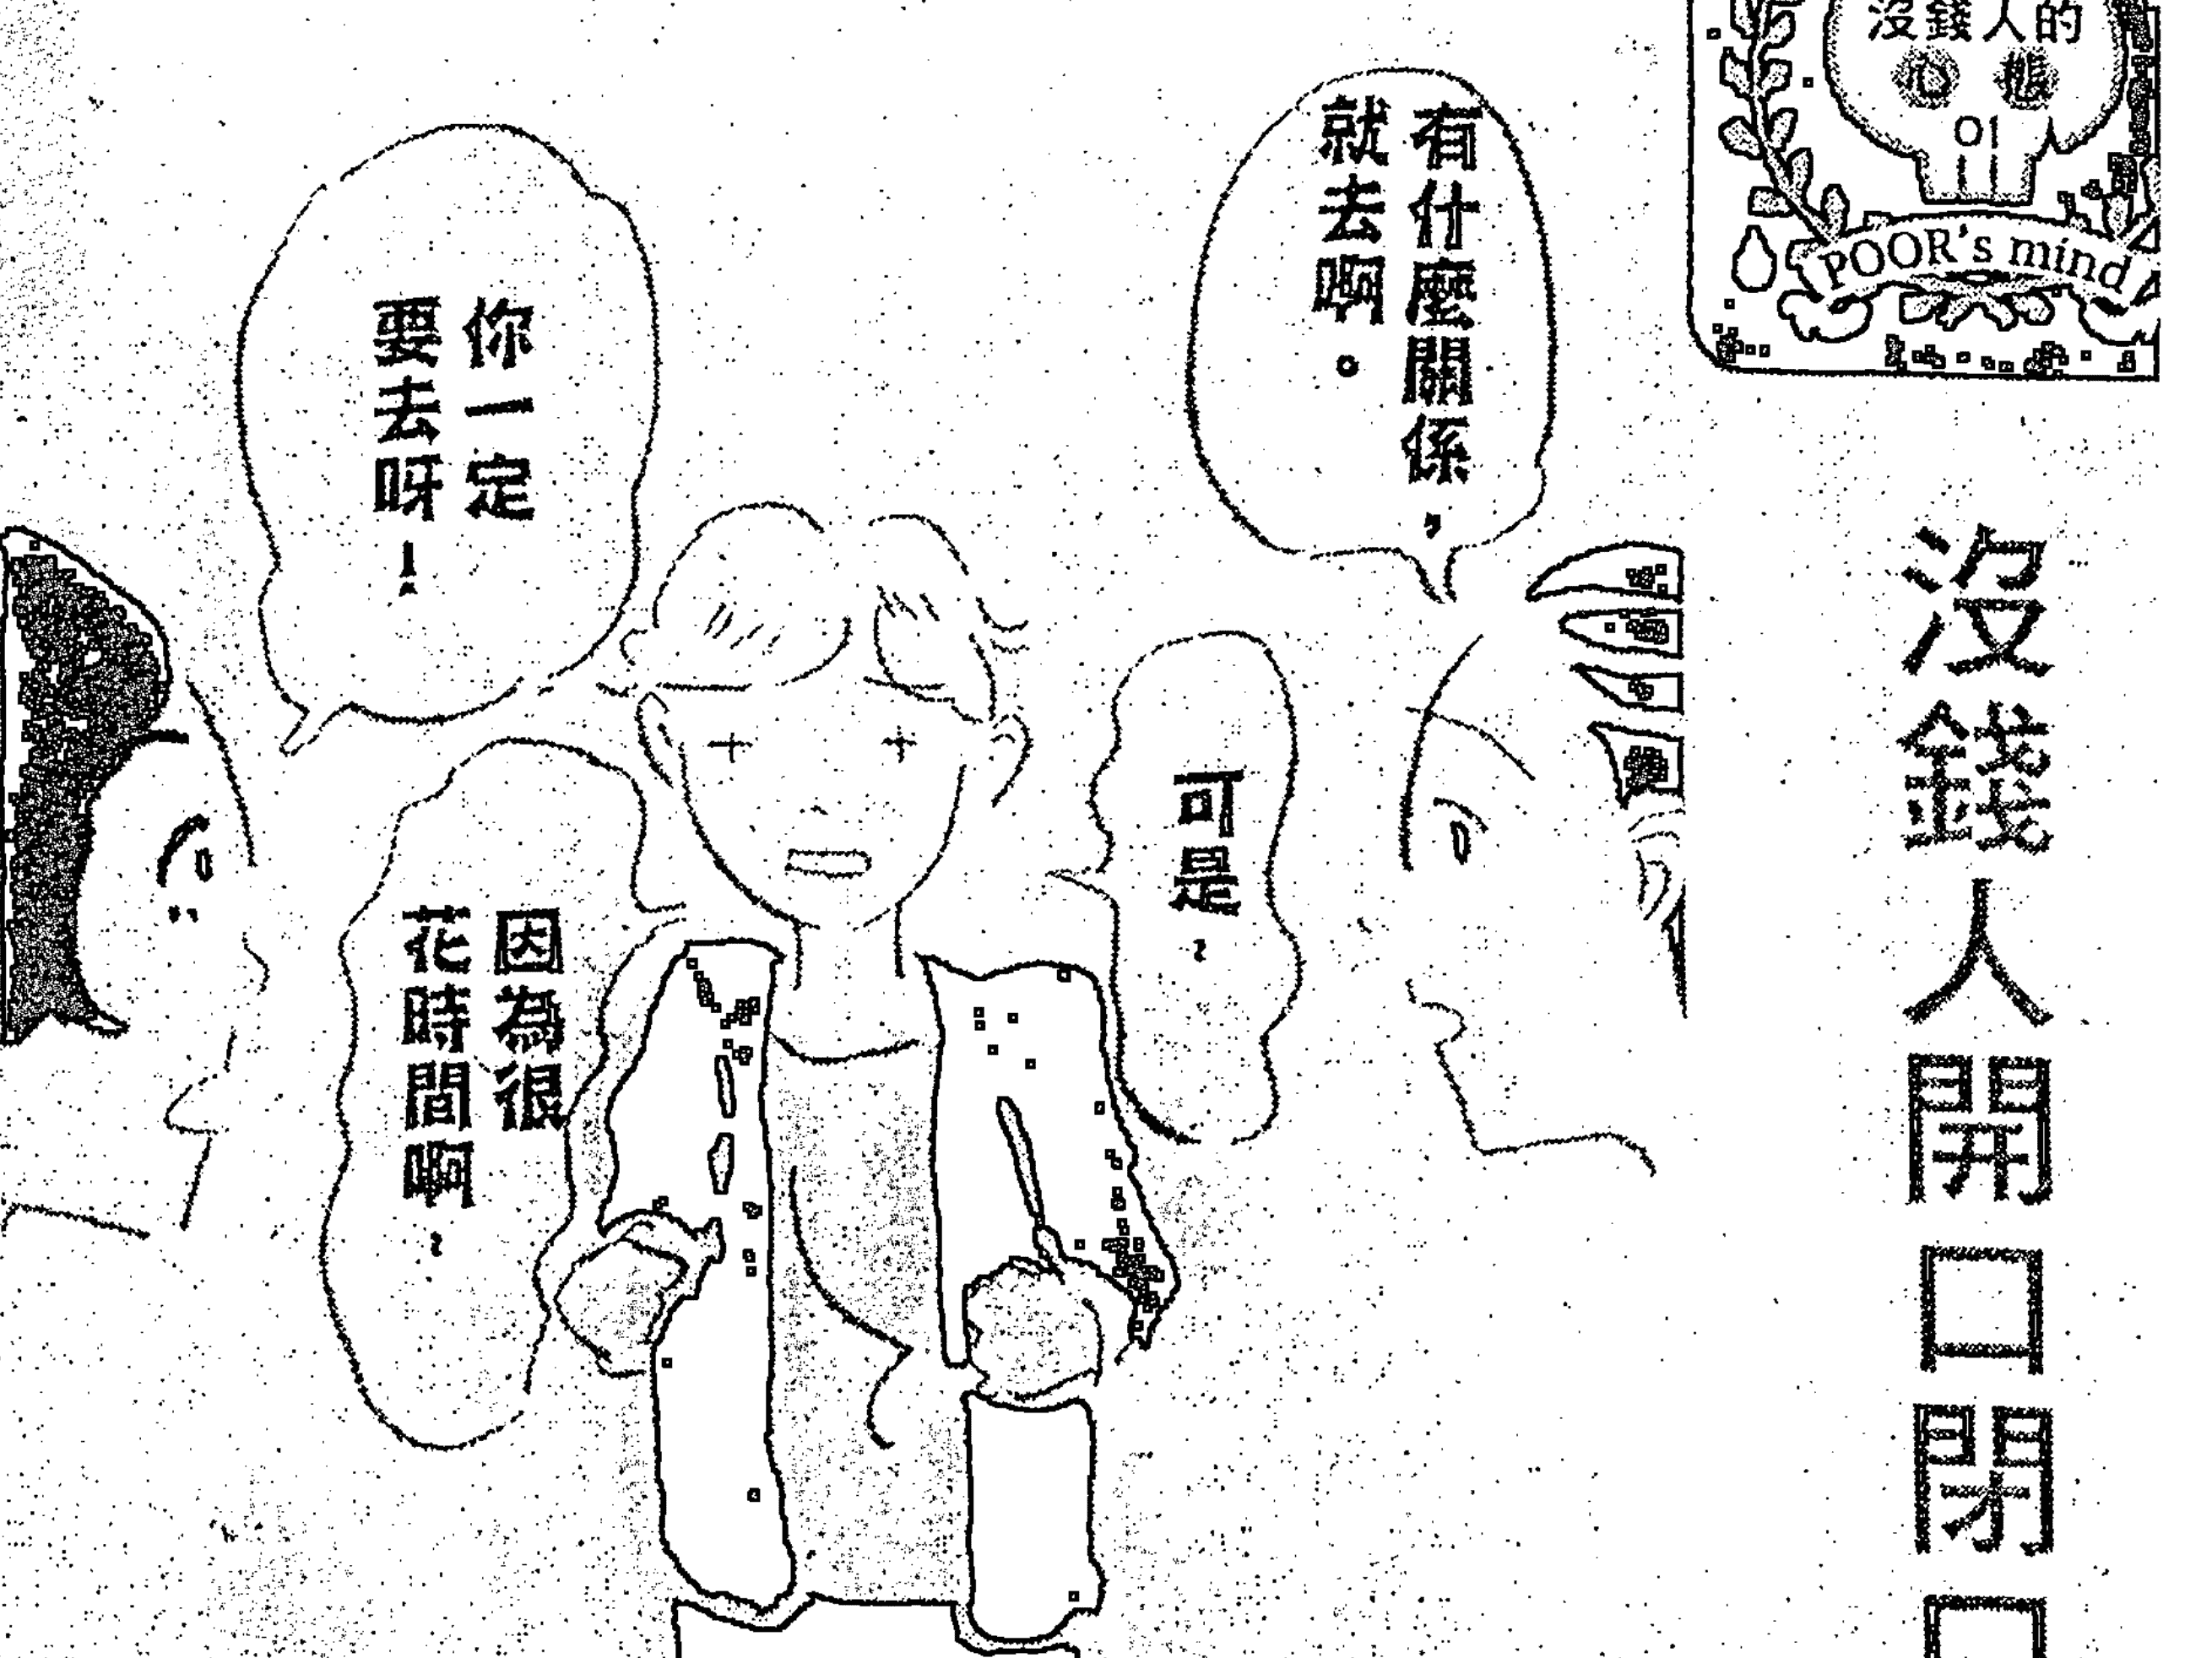 沒錢人的
心態
01
POOR's mind
沒錢人開口閉口
有什麼關係，
就去啊。
可是~
你一定
要去呀！
因為很
花時間啊~